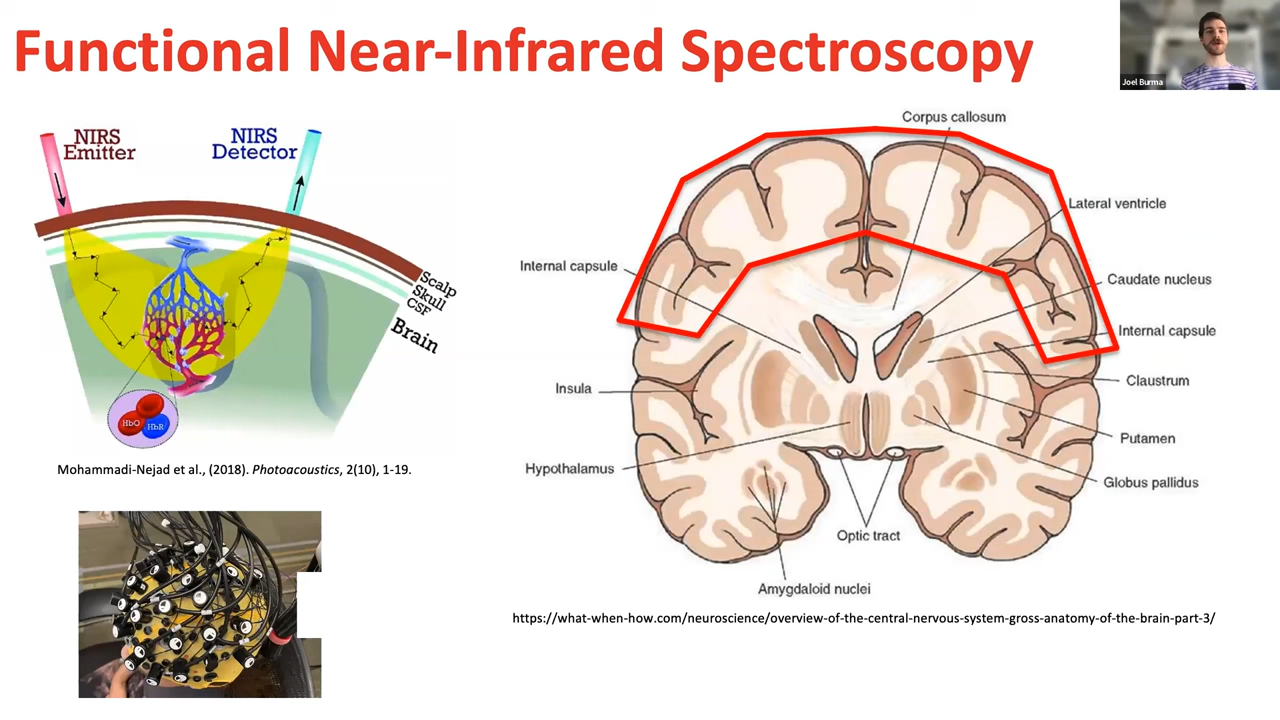 Functional Near-Infrared Spectroscopy
Joel Burma
NIRS
Emitter
NIRS
Detector
Scalp
Skull
CSF
Brain
HbO
HbR
Mohammadi-Nejad et al., (2018). Photoacoustics, 2(10), 1-19.
Corpus callosum
Lateral ventricle
Internal capsule
Caudate nucleus
Internal capsule
Insula
Claustrum
Putamen
Hypothalamus
Globus pallidus
Optic tract
Amygdaloid nuclei
https://what-when-how.com/neuroscience/overview-of-the-central-nervous-system-gross-anatomy-of-the-brain-part-3/